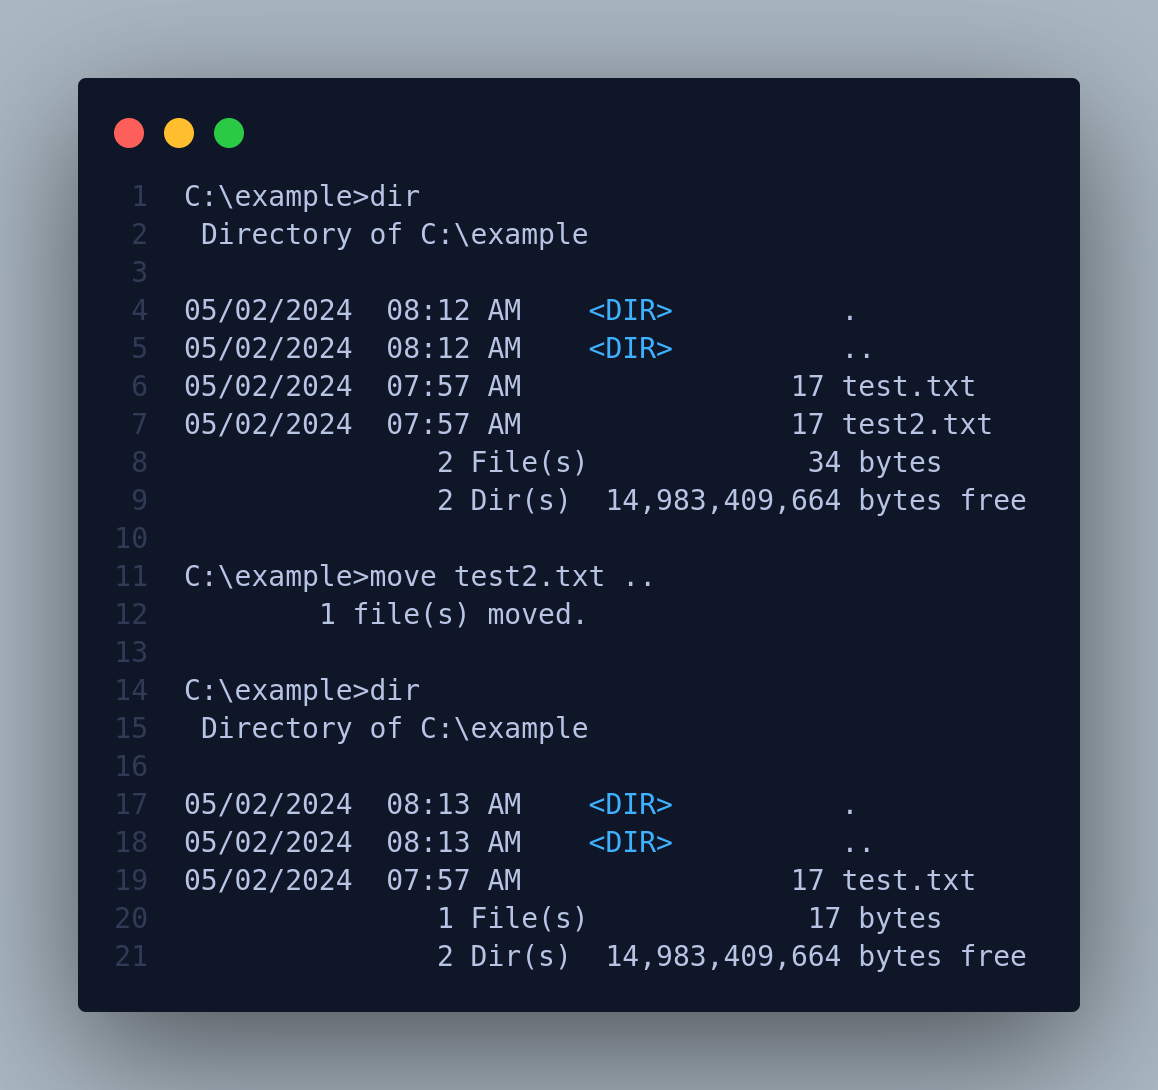 1 C:\example>dir
2  Directory of C:\example
3
4 05/02/2024  08:12 AM    <DIR>          .
5 05/02/2024  08:12 AM    <DIR>          ..
6 05/02/2024  07:57 AM                17 test.txt
7 05/02/2024  07:57 AM                17 test2.txt
8                2 File(s)             34 bytes
9                2 Dir(s)  14,983,409,664 bytes free
10
11 C:\example>move test2.txt ..
12         1 file(s) moved.
13
14 C:\example>dir
15  Directory of C:\example
16
17 05/02/2024  08:13 AM    <DIR>          .
18 05/02/2024  08:13 AM    <DIR>          ..
19 05/02/2024  07:57 AM                17 test.txt
20                1 File(s)             17 bytes
21                2 Dir(s)  14,983,409,664 bytes free